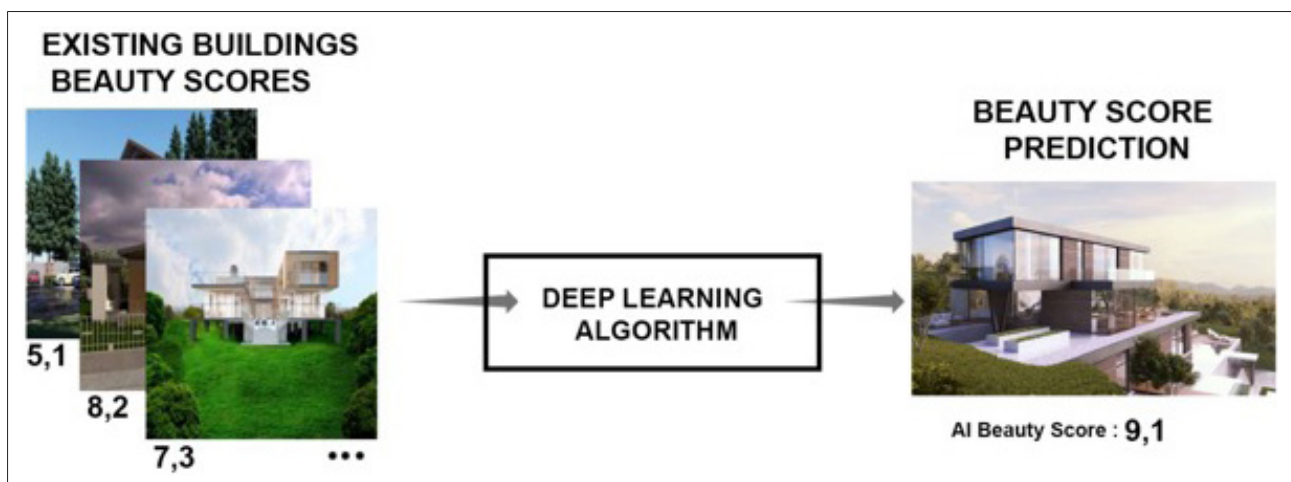 EXISTING BUILDINGS
BEAUTY SCORES
5,1
8,2
7,3
...
DEEP LEARNING
ALGORITHM
BEAUTY SCORE
PREDICTION
AI Beauty Score : 9,1